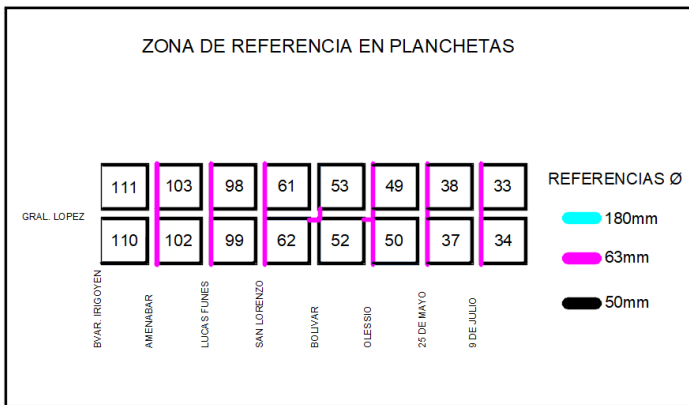 ZONA DE REFERENCIA EN PLANCHETAS
111 103 98 61 53 49 38 33
REFERENCIAS Ø
GRAL. LOPEZ
180mm
110 102 99 62 52 50 37 34
63mm
50mm
BVAR. IRIGOYEN
AMENABAR
LUCAS FUNES
SAN LORENZO
BOLIVAR
OLESSIO
25 DE MAYO
9 DE JULIO